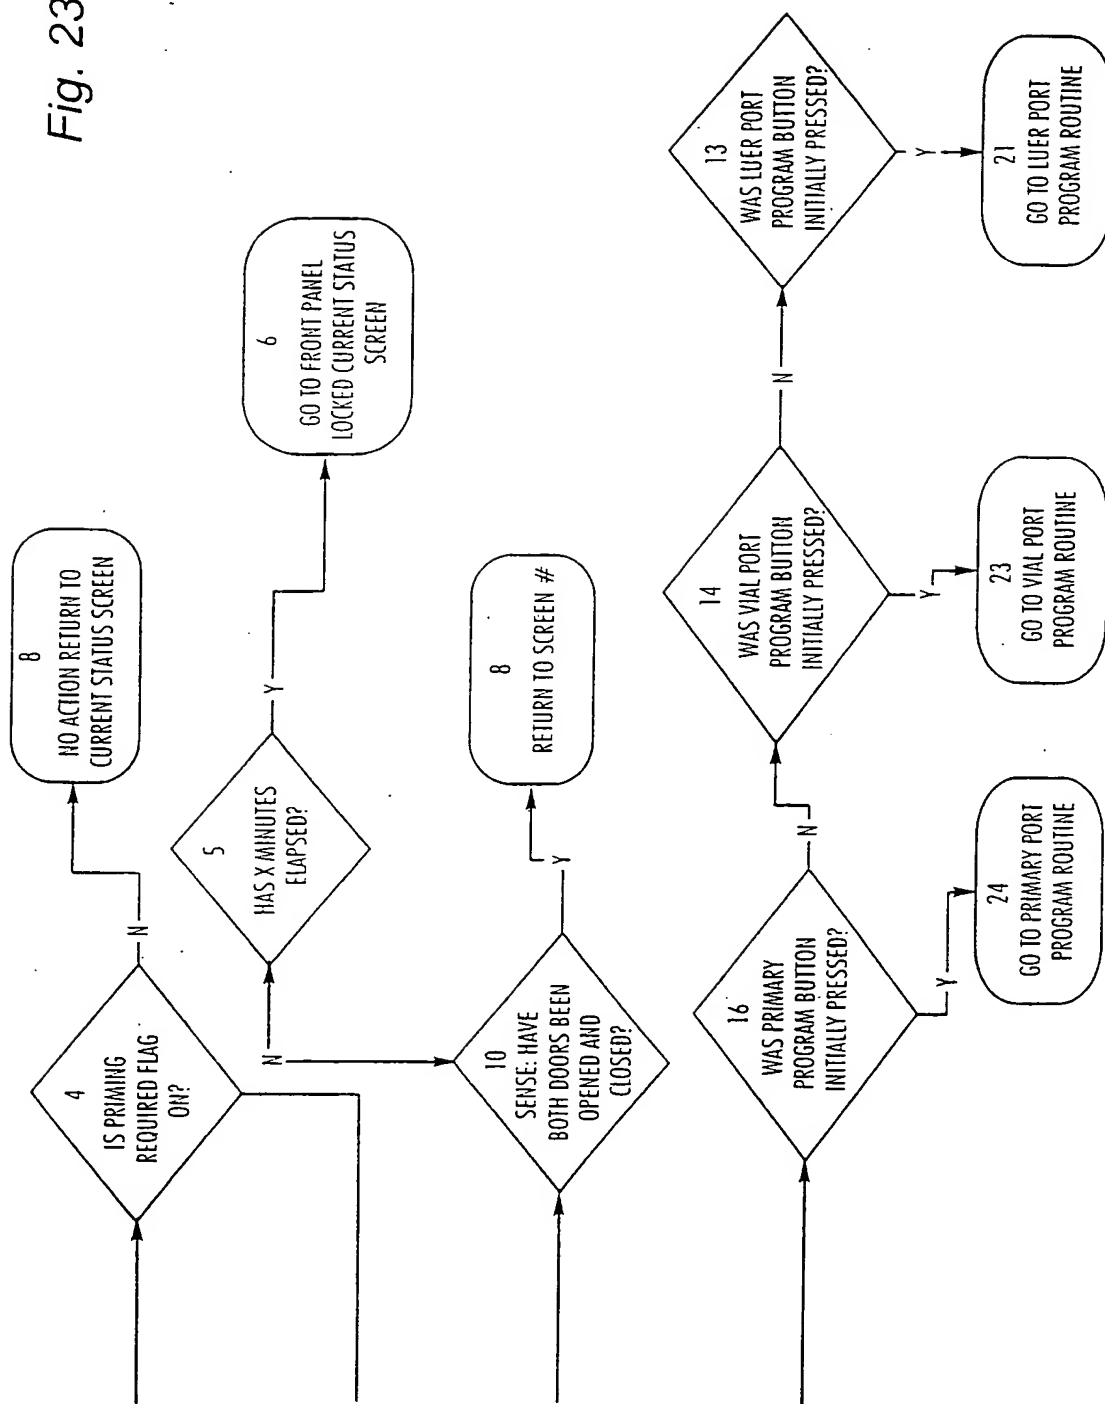 Fig. 23
4
IS PRIMING
REQUIRED FLAG
ON?
N
8
NO ACTION RETURN TO
CURRENT STATUS SCREEN
5
HAS X MINUTES
ELAPSED?
N
Y
6
GO TO FRONT PANEL
LOCKED CURRENT STATUS
SCREEN
10
SENSE: HAVE
BOTH DOORS BEEN
OPENED AND
CLOSED?
Y
8
RETURN TO SCREEN #
16
WAS PRIMARY
PROGRAM BUTTON
INITIALLY PRESSED?
N
Y
24
GO TO PRIMARY PORT
PROGRAM ROUTINE
14
WAS VIAL PORT
PROGRAM BUTTON
INITIALLY PRESSED?
N
Y
23
GO TO VIAL PORT
PROGRAM ROUTINE
13
WAS LUER PORT
PROGRAM BUTTON
INITIALLY PRESSED?
Y
21
GO TO LUER PORT
PROGRAM ROUTINE